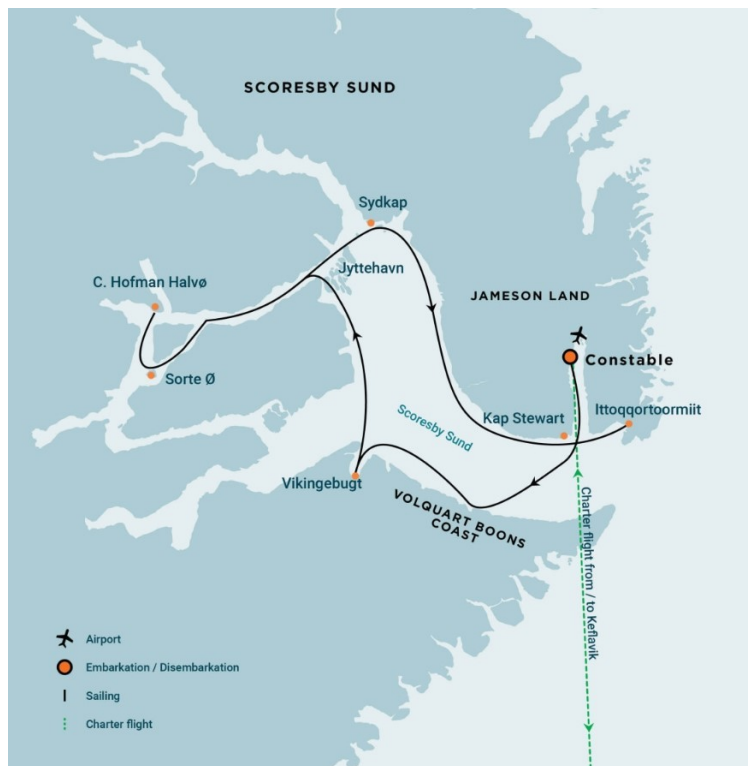 SCORESBY SUND
Sydkap
Jyttehavn
C. Hofman Halvø
JAMESON LAND
Constable
Sorte Ø
Scoresby Sund
Kap Stewart
Ittoqqortoormiit
Vikingebugt
VOLQUART BOONS
COAST
Charter flight from / to Keflavik
Airport
Embarkation / Disembarkation
Sailing
Charter flight